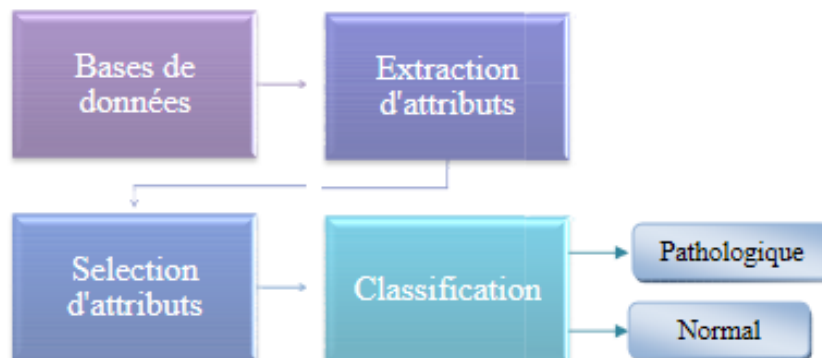 Bases de
données
Extraction
d'attributs
Selection
d'attributs
Classification
Pathologique
Normal